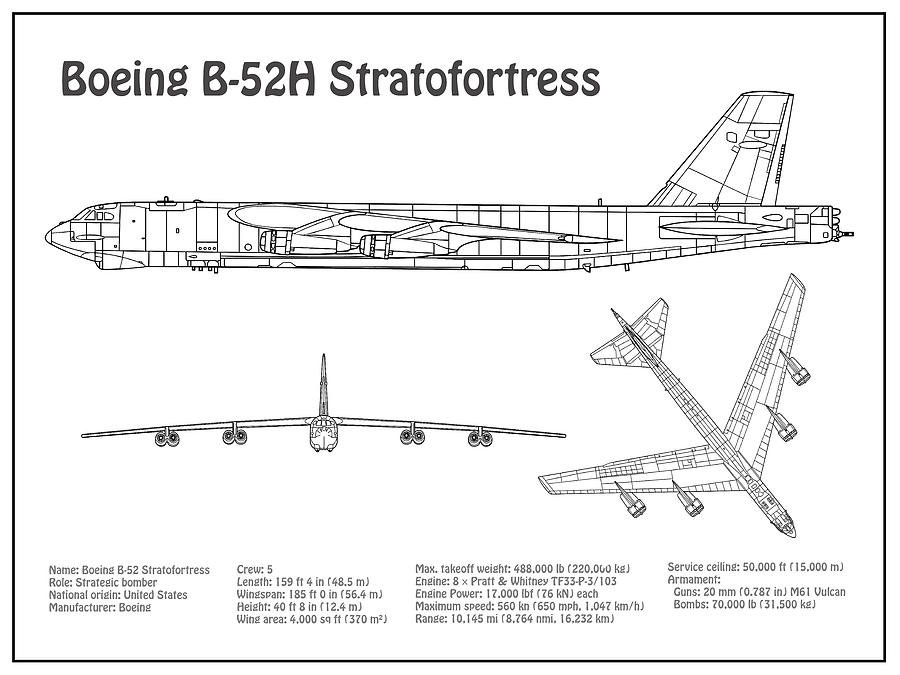 Boeing B-52H Stratofortress
Name: Boeing B-52 Stratofortress
Role: Strategic bomber
National origin: United States
Manufacturer: Boeing
Crew: 5
Length: 159 ft 4 in (48.5 m)
Wingspan: 185 ft 0 in (56.4 m)
Height: 40 ft 8 in (12.4 m)
Wing area: 4,000 sq ft (370 m²)
Max. takeoff weight: 488,000 lb (220,000 kg)
Engine: 8 × Pratt & Whitney TF33-P-3/103
Engine Power: 17,000 lbf (76 kN) each
Maximum speed: 560 kn (650 mph, 1,047 km/h)
Range: 10,145 mi (8,764 nmi, 16,232 km)
Service ceiling: 50,000 ft (15,000 m)
Armament:
Guns: 20 mm (0.787 in) M61 Vulcan
Bombs: 70,000 lb (31,500 kg)